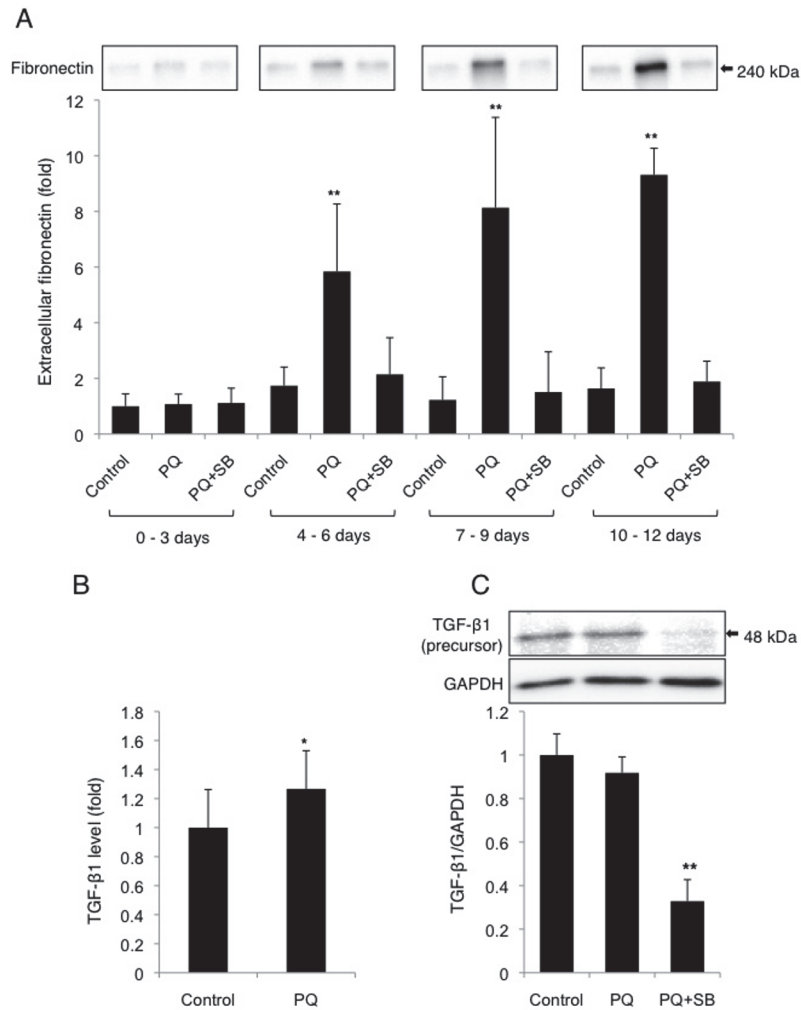 A
Fibronectin
240 kDa
Extracellular fibronectin (fold)
12
10
8
6
4
2
0
**
**
**
Control PQ PQ+SB Control PQ PQ+SB Control PQ PQ+SB Control PQ PQ+SB
0 - 3 days 4 - 6 days 7 - 9 days 10 - 12 days
B
TGF-β1 level (fold)
1.8
1.6
1.4
1.2
1
0.8
0.6
0.4
0.2
0
*
Control PQ
C
TGF-β1
(precursor)
48 kDa
GAPDH
TGF-β1/GAPDH
1.2
1
0.8
0.6
0.4
0.2
0
**
Control PQ PQ+SB